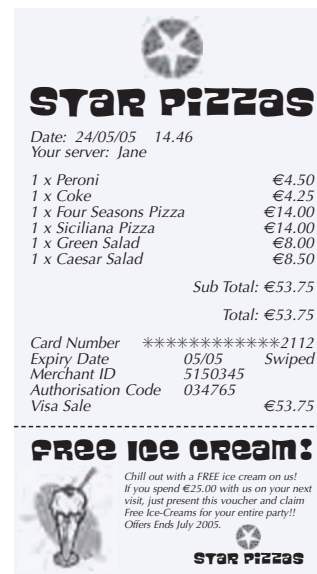 STAR PIZZAS
Date: 24/05/05 14.46
Your server: Jane
1 x Peroni €4.50
1 x Coke €4.25
1 x Four Seasons Pizza €14.00
1 x Siciliana Pizza €14.00
1 x Green Salad €8.00
1 x Caesar Salad €8.50
Sub Total: €53.75
Total: €53.75
Card Number ************2112
Expiry Date 05/05 Swiped
Merchant ID 5150345
Authorisation Code 034765
Visa Sale €53.75
FREE ICE CREAM!
Chill out with a FREE ice cream on us!
If you spend €25.00 with us on your next
visit, just present this voucher and claim
Free Ice-Creams for your entire party!!
Offers Ends July 2005.
STAR PIZZAS